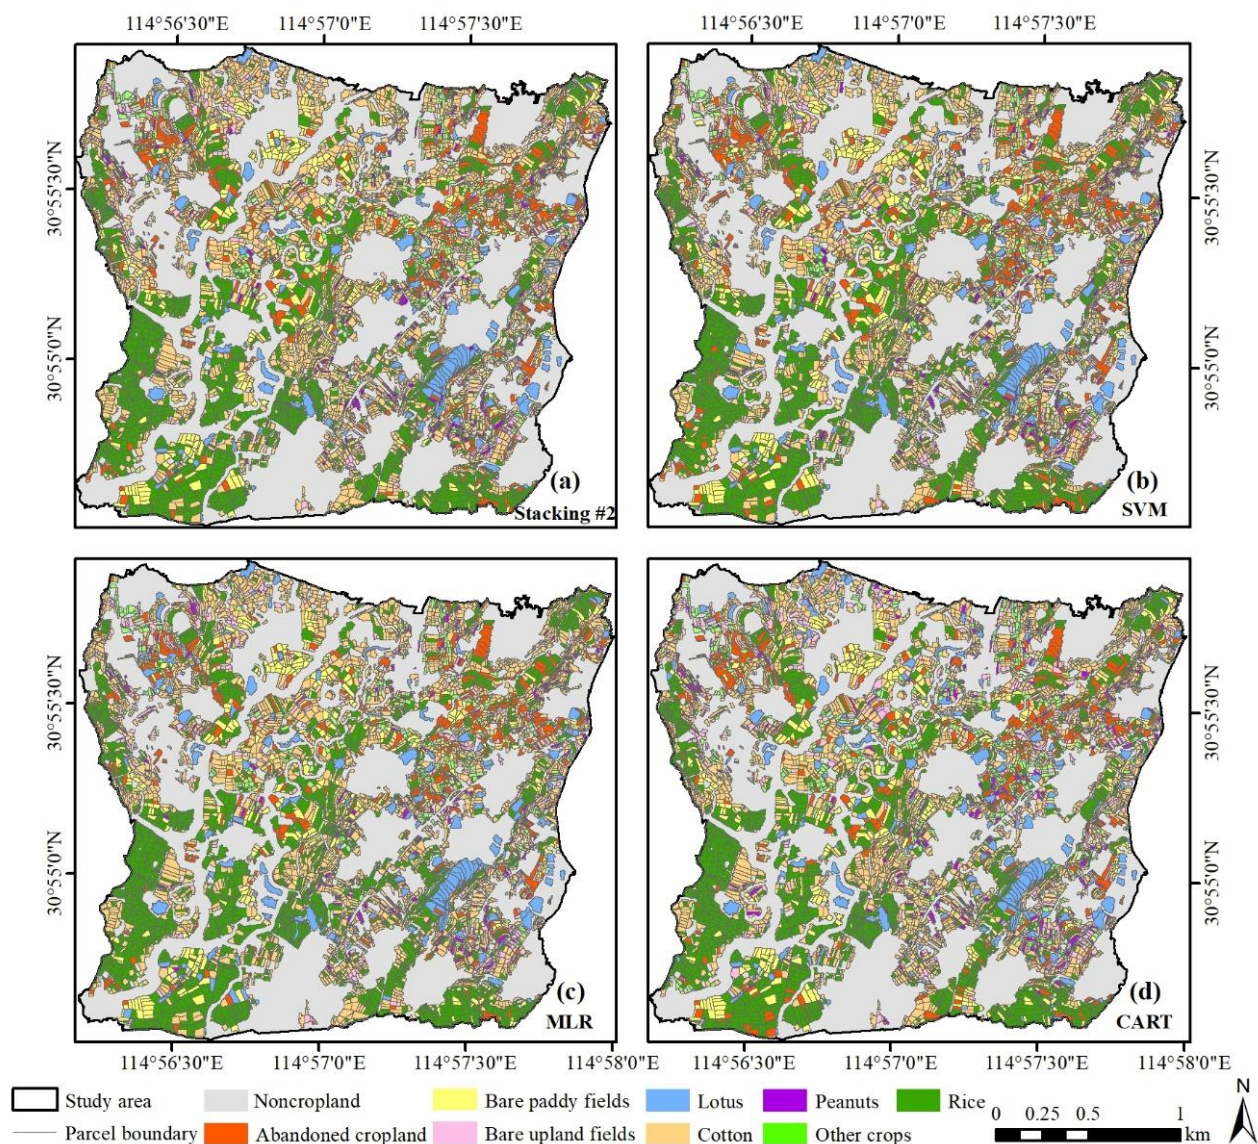 114°56'30"E 114°57'0"E 114°57'30"E 114°56'30"E 114°57'0"E 114°57'30"E
30°55'30"N
30°55'0"N
30°55'30"N
30°55'0"N
(a)
Stacking #2
(b)
SVM
30°55'30"N
30°55'0"N
30°55'30"N
30°55'0"N
(c)
MLR
(d)
CART
114°56'30"E 114°57'0"E 114°57'30"E 114°58'0"E 114°56'30"E 114°57'0"E 114°57'30"E 114°58'0"E
Study area Noncropland Bare paddy fields Lotus Peanuts Rice
Parcel boundary Abandoned cropland Bare upland fields Cotton Other crops
0 0.25 0.5 1
km
N